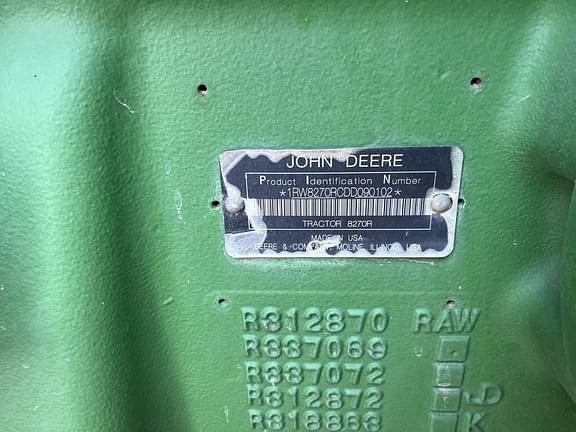 JOHN DEERE
Product Identification Number
*1RW8270RCDD090102*
TRACTOR 8270R
MADE IN USA
DEERE & COMPANY MOLINE, ILLINOIS, USA
R312870 RAW
R337069
R337072
R312872 JD
R318883 K